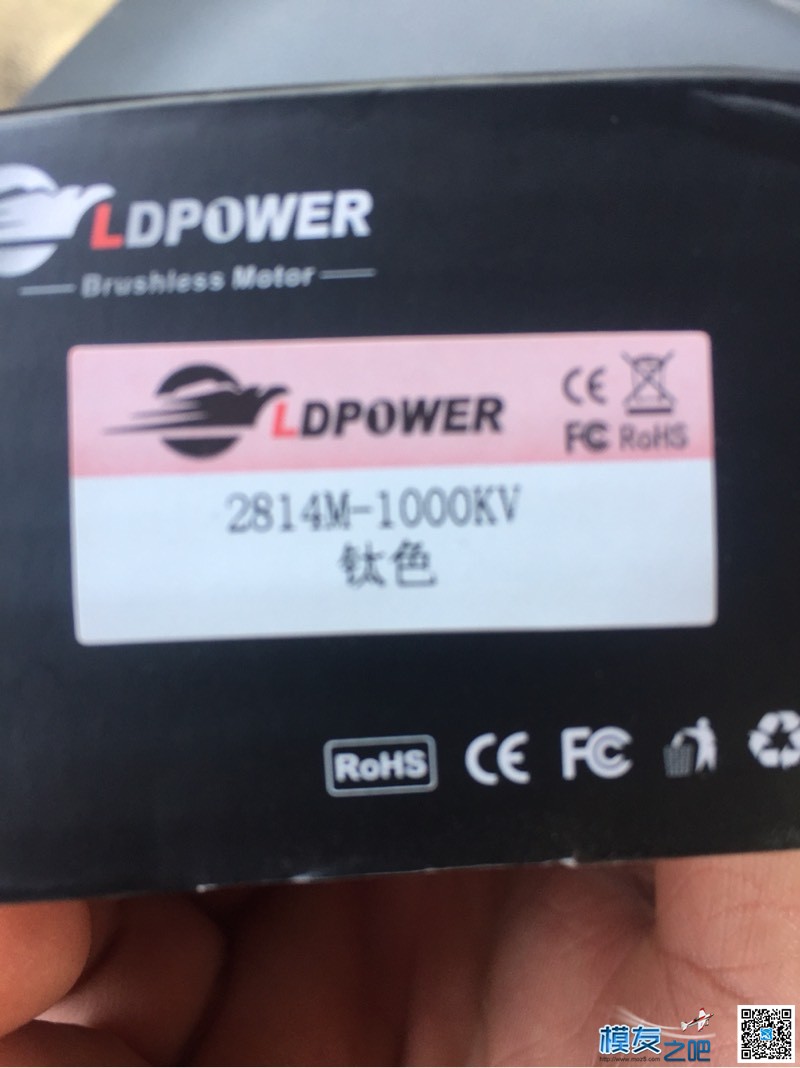 LDPOWER
Brushless Motor
LDPOWER
CE
FC RoHS
2814M-1000KV
钛色
RoHS CE FC
模友之吧